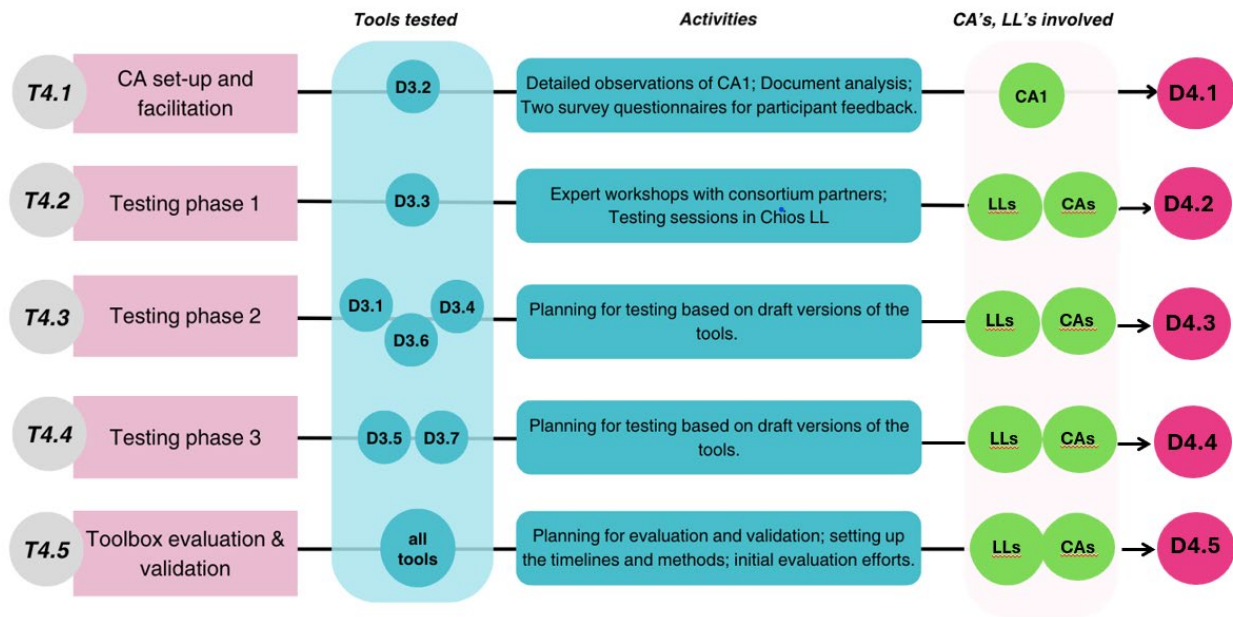 Tools tested
Activities
CA's, LL's involved
T4.1
CA set-up and
facilitation
D3.2
Detailed observations of CA1; Document analysis;
Two survey questionnaires for participant feedback.
CA1
D4.1
T4.2
Testing phase 1
D3.3
Expert workshops with consortium partners;
Testing sessions in Chios LL
LLs
CAs
D4.2
T4.3
Testing phase 2
D3.1
D3.4
D3.6
Planning for testing based on draft versions of the
tools.
LLs
CAs
D4.3
T4.4
Testing phase 3
D3.5
D3.7
Planning for testing based on draft versions of the
tools.
LLs
CAs
D4.4
T4.5
Toolbox evaluation &
validation
all
tools
Planning for evaluation and validation; setting up
the timelines and methods; initial evaluation efforts.
LLs
CAs
D4.5